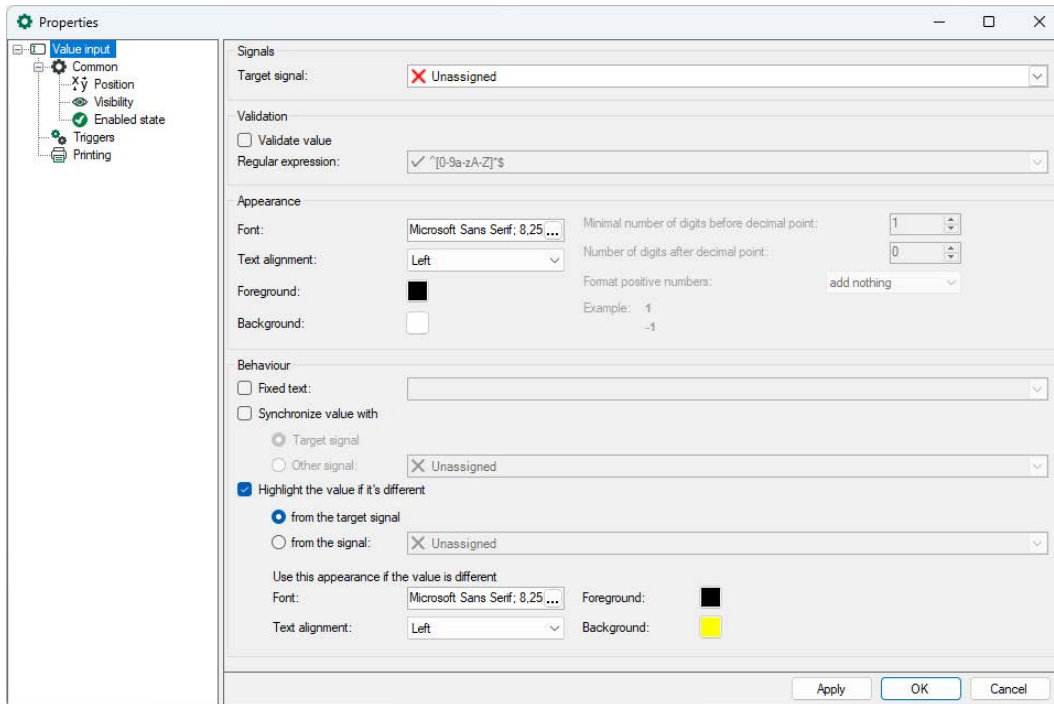 Properties
Value input
Common
Position
Visibility
Enabled state
Triggers
Printing
Signals
Target signal: Unassigned
Validation
Validate value
Regular expression: ^[0-9a-zA-Z]*$
Appearance
Font: Microsoft Sans Serif; 8,25 ...
Text alignment: Left
Foreground:
Background:
Minimal number of digits before decimal point: 1
Number of digits after decimal point: 0
Format positive numbers: add nothing
Example: 1
-1
Behaviour
Fixed text:
Synchronize value with
Target signal
Other signal: Unassigned
Highlight the value if it's different
from the target signal
from the signal: Unassigned
Use this appearance if the value is different
Font: Microsoft Sans Serif; 8,25 ... Foreground:
Text alignment: Left Background:
Apply OK Cancel